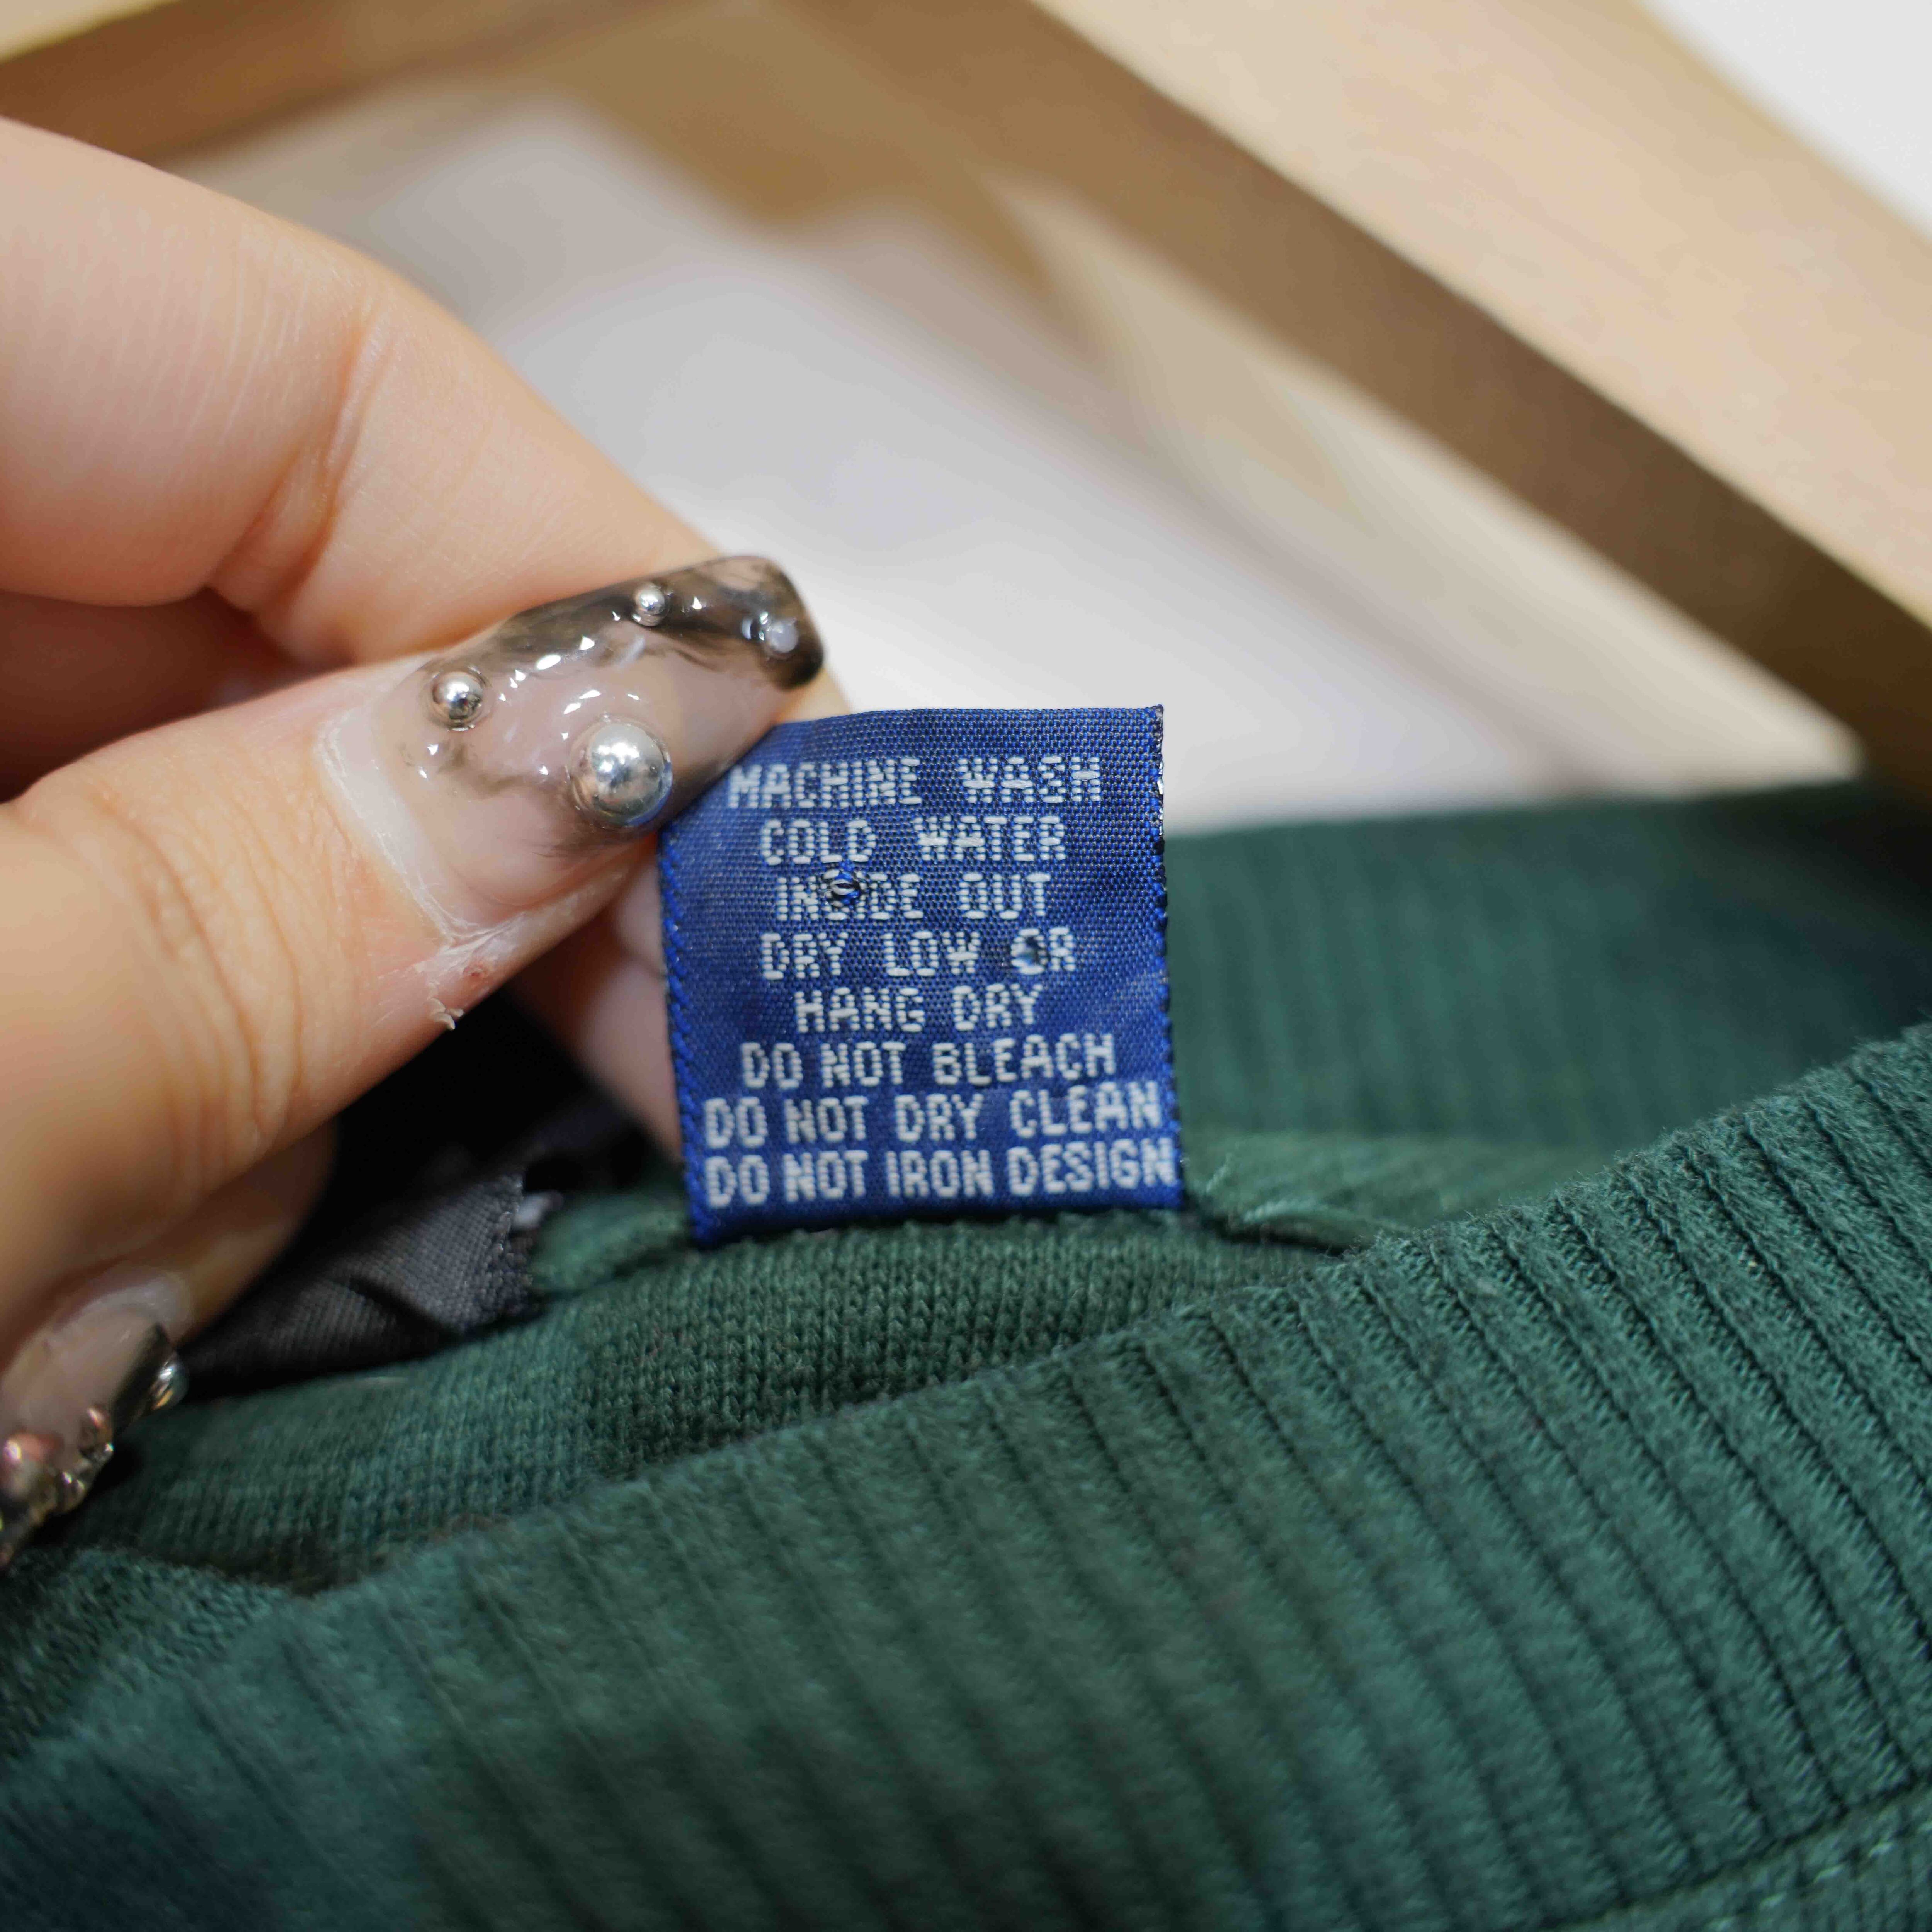 MACHINE WASH
COLD WATER
INSIDE OUT
DRY LOW OR
HANG DRY
DO NOT BLEACH
DO NOT DRY CLEAN
DO NOT IRON DESIGN